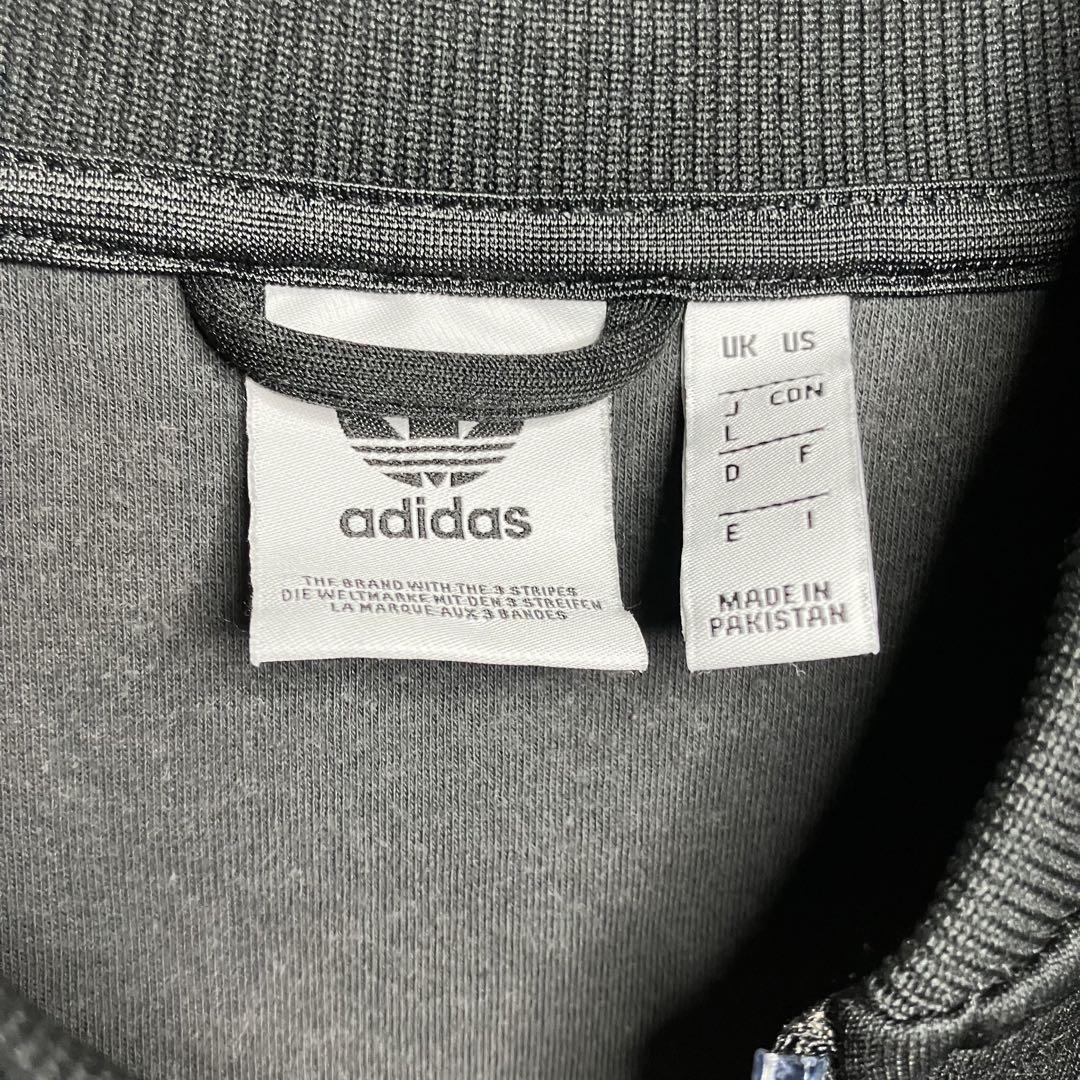 adidas
THE BRAND WITH THE 3 STRIPES
DIE WELTMARKE MIT DEN 3 STREIFEN
LA MARQUE AUX 3 BANDES
UK US
J CON
L
D F
E I
MADE IN
PAKISTAN